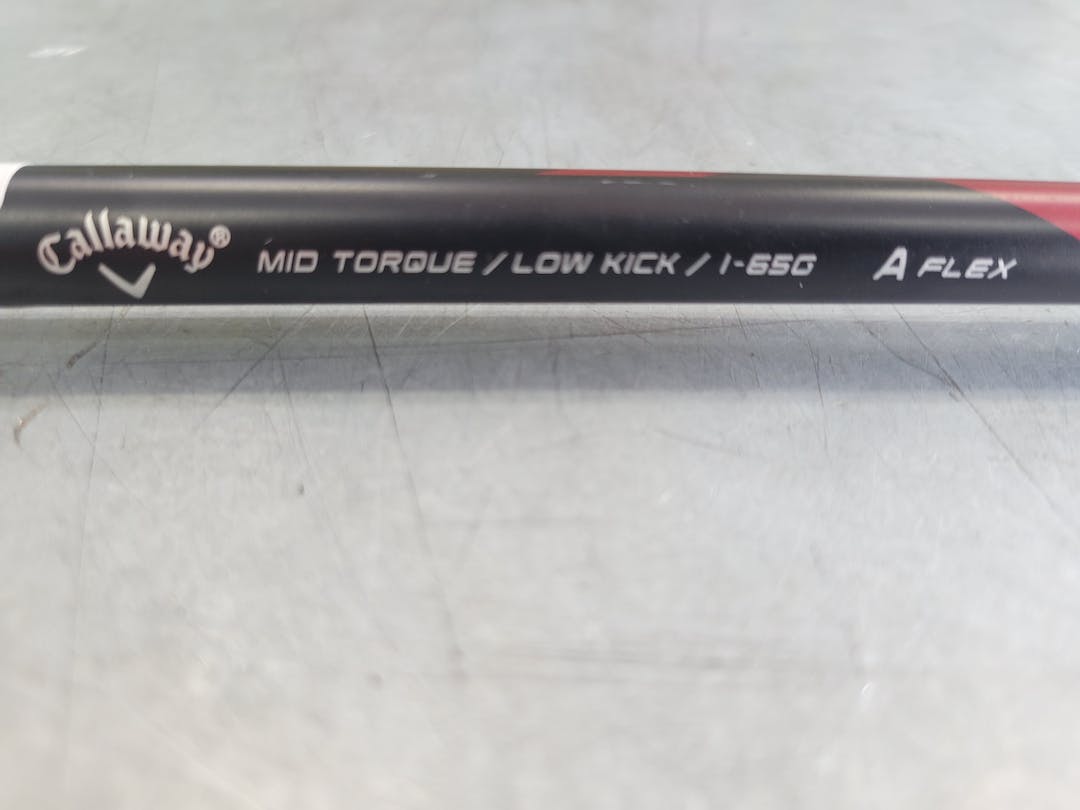 Callaway® MID TORQUE / LOW KICK / I-65G A FLEX